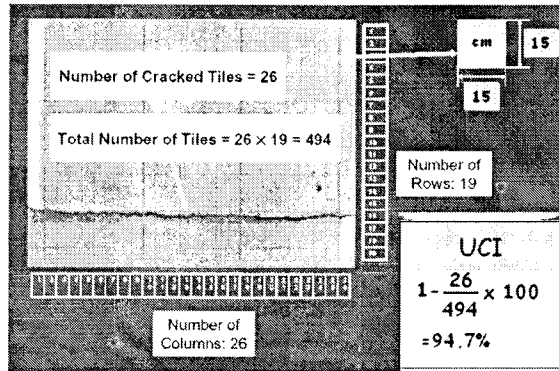 Number of Cracked Tiles = 26
Total Number of Tiles = 26 × 19 = 494
cm
15
15
Number of
Rows: 19
UCI
1-26/494 x 100
=94.7%
Number of
Columns: 26